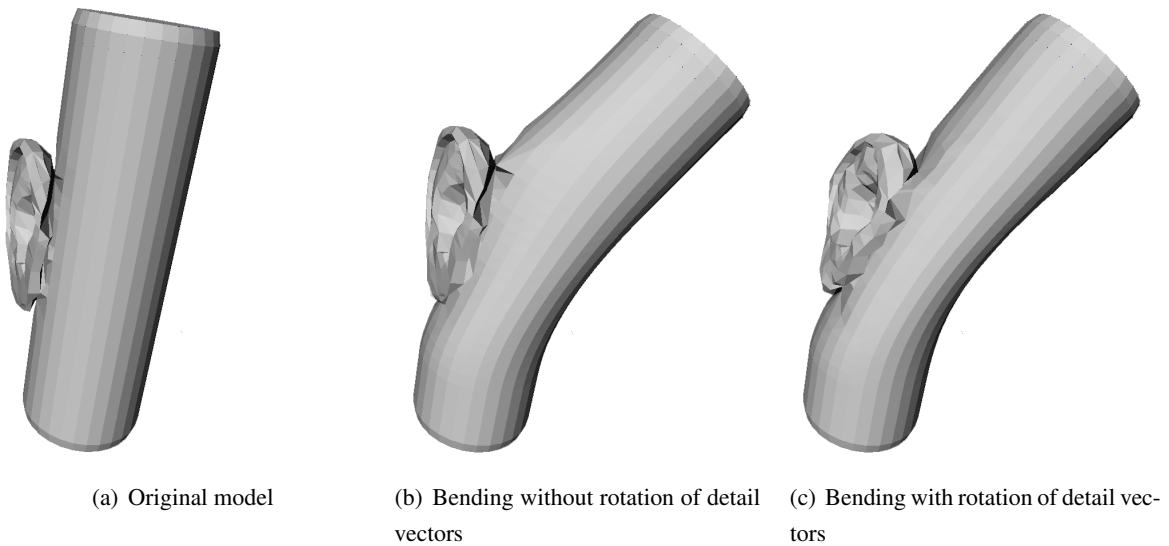 (a) Original model
(b) Bending without rotation of detail
vectors
(c) Bending with rotation of detail vec-
tors